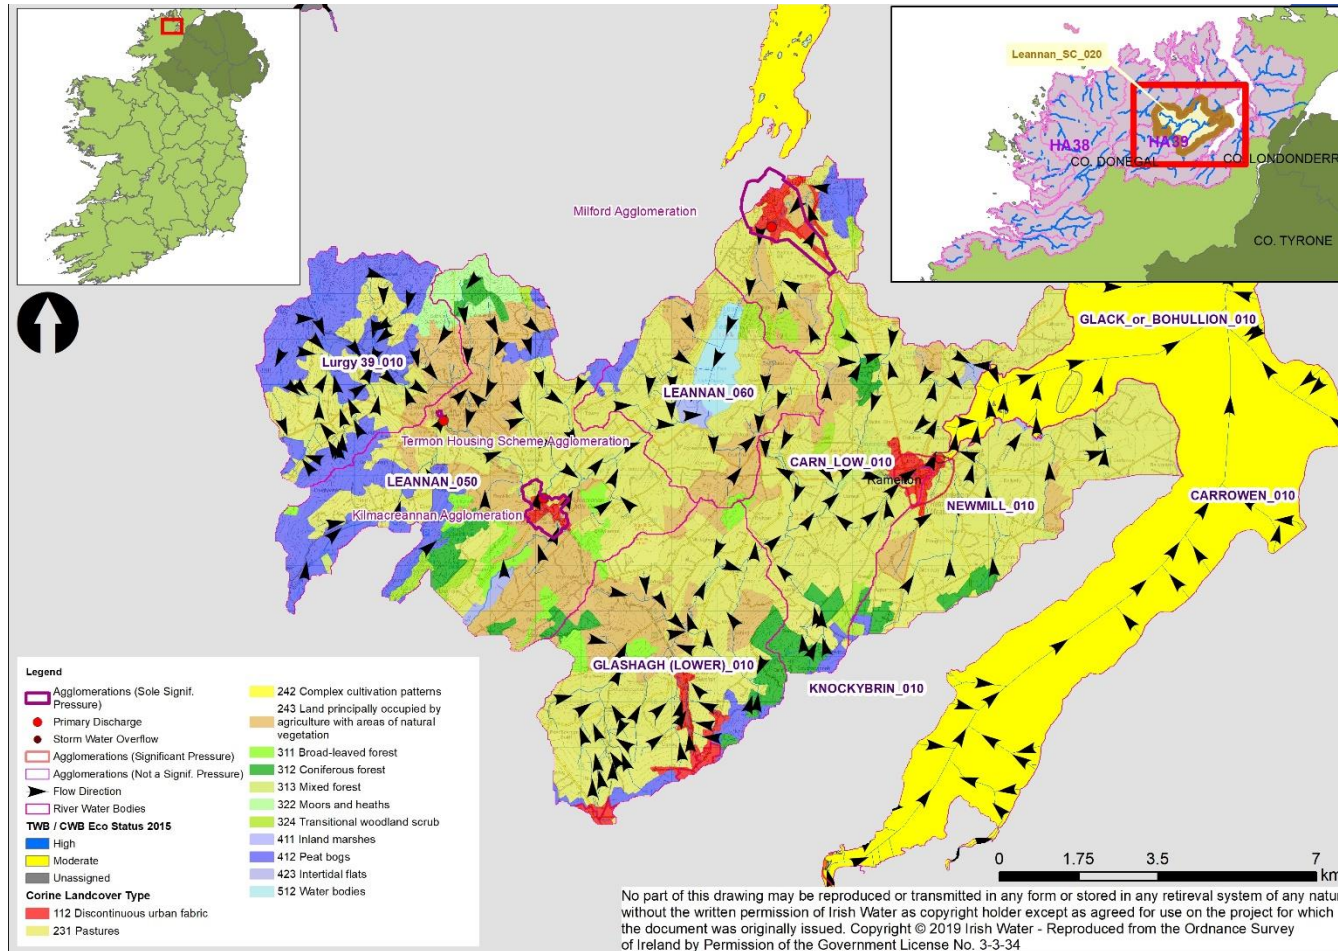 Leannan_SC_020
HA38
HA39
CO. DONEGAL
CO. LONDONDERR
CO. TYRONE
Milford Agglomeration
GLACK_or_BOHULLION_010
Lurgy 39_010
LEANNAN_060
Termon Housing Scheme Agglomeration
CARN_LOW_010
Ramelton
LEANNAN_050
CARROWEN_010
NEWMILL_010
Kilmacreannan Agglomeration
GLASHAGH (LOWER)_010
KNOCKYBRIN_010
Legend
Agglomerations (Sole Signif.
Pressure)
Primary Discharge
Storm Water Overflow
Agglomerations (Significant Pressure)
Agglomerations (Not a Signif. Pressure)
Flow Direction
River Water Bodies
TWB / CWB Eco Status 2015
High
Moderate
Unassigned
Corine Landcover Type
112 Discontinuous urban fabric
231 Pastures
242 Complex cultivation patterns
243 Land principally occupied by
agriculture with areas of natural
vegetation
311 Broad-leaved forest
312 Coniferous forest
313 Mixed forest
322 Moors and heaths
324 Transitional woodland scrub
411 Inland marshes
412 Peat bogs
423 Intertidal flats
512 Water bodies
0 1.75 3.5 7
km
No part of this drawing may be reproduced or transmitted in any form or stored in any retireval system of any natur
without the written permission of Irish Water as copyright holder except as agreed for use on the project for which
the document was originally issued. Copyright © 2019 Irish Water - Reproduced from the Ordnance Survey
of Ireland by Permission of the Government License No. 3-3-34